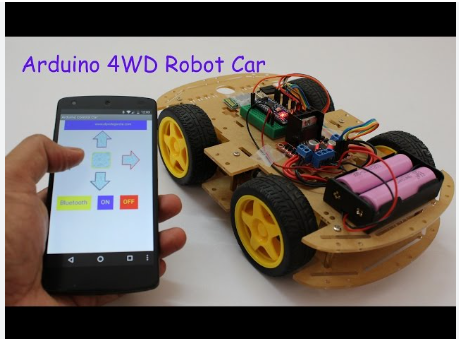 Arduino 4WD Robot Car
Bluetooth
ON
OFF